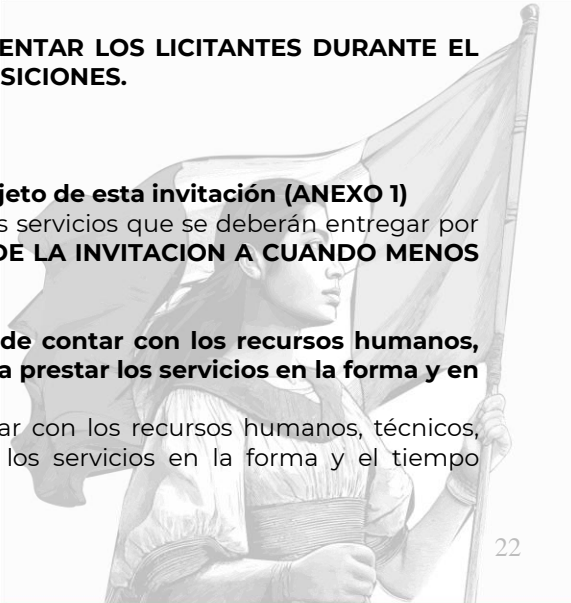 ENTAR LOS LICITANTES DURANTE EL
SICIONES.
jeto de esta invitación (ANEXO 1)
s servicios que se deberán entregar por
DE LA INVITACION A CUANDO MENOS
de contar con los recursos humanos,
a prestar los servicios en la forma y en
ar con los recursos humanos, técnicos,
los servicios en la forma y el tiempo
22